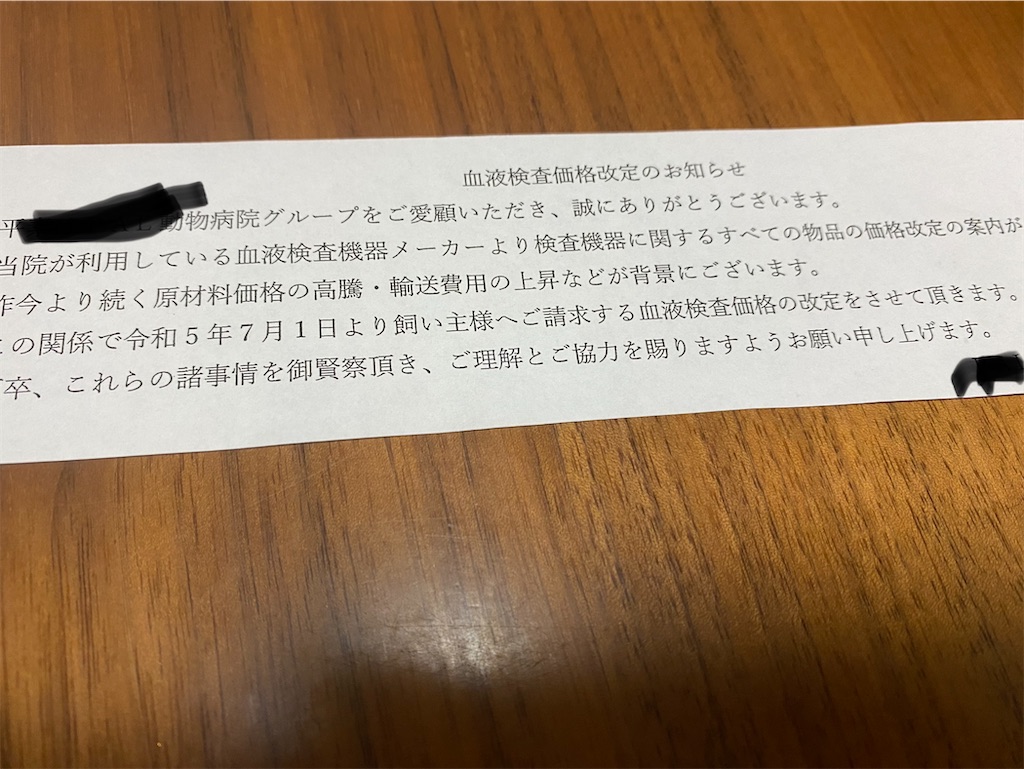 血液検査価格改定のお知らせ
平 動物病院グループをご愛顧いただき、誠にありがとうございます。
当院が利用している血液検査機器メーカーより検査機器に関するすべての物品の価格改定の案内が
昨今より続く原材料価格の高騰・輸送費用の上昇などが背景にございます。
の関係で令和５年７月１日より飼い主様へご請求する血液検査価格の改定をさせて頂きます。
卒、これらの諸事情を御賢察頂き、ご理解とご協力を賜りますようお願い申し上げます。